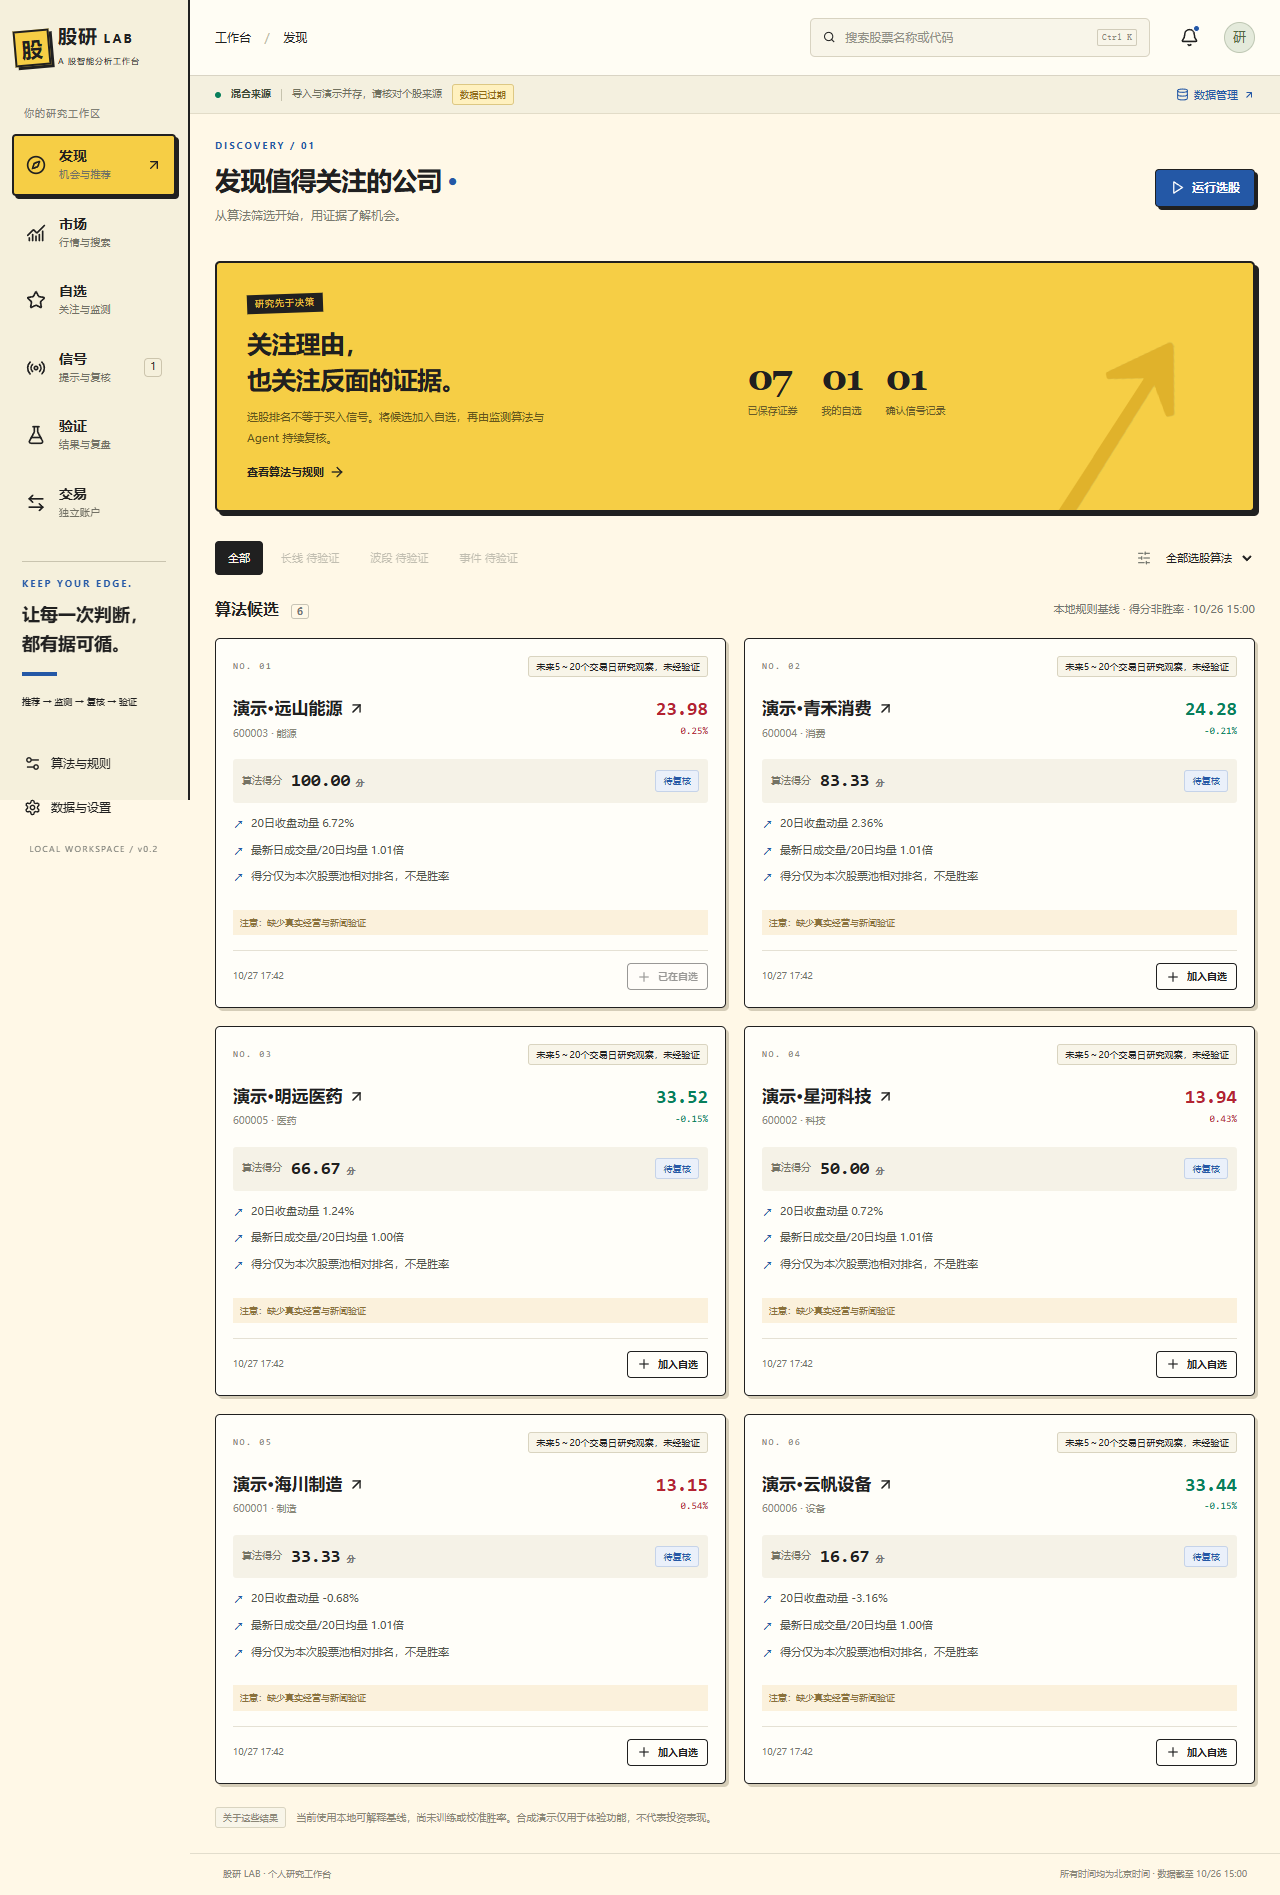 股
股研 LAB
A 股智能分析工作台
你的研究工作区
发现
机会与推荐
市场
行情与搜索
自选
关注与监测
信号
提示与复核
1
验证
结果与复盘
交易
独立账户
KEEP YOUR EDGE.
让每一次判断，
都有据可循。
推荐 → 监测 → 复核 → 验证
算法与规则
数据与设置
LOCAL WORKSPACE / v0.2
工作台 / 发现
搜索股票名称或代码
Ctrl K
研
混合来源
导入与演示并存，请核对个股来源
数据已过期
数据管理
DISCOVERY / 01
发现值得关注的公司
从算法筛选开始，用证据了解机会。
运行选股
研究先于决策
关注理由，
也关注反面的证据。
选股排名不等于买入信号。将候选加入自选，再由监测算法与
Agent 持续复核。
查看算法与规则
07
已保存证券
01
我的自选
01
确认信号记录
全部
长线 待验证
波段 待验证
事件 待验证
全部选股算法
算法候选 6
本地规则基线 · 得分非胜率 · 10/26 15:00
NO. 01
未来5~20个交易日研究观察，未经验证
演示·远山能源
23.98
600003 · 能源
0.25%
算法得分 100.00 分
待复核
20日收盘动量 6.72%
最新日成交量/20日均量 1.01倍
得分仅为本次股票池相对排名，不是胜率
注意：缺少真实经营与新闻验证
10/27 17:42
已在自选
NO. 02
未来5~20个交易日研究观察，未经验证
演示·青禾消费
24.28
600004 · 消费
-0.21%
算法得分 83.33 分
待复核
20日收盘动量 2.36%
最新日成交量/20日均量 1.01倍
得分仅为本次股票池相对排名，不是胜率
注意：缺少真实经营与新闻验证
10/27 17:42
加入自选
NO. 03
未来5~20个交易日研究观察，未经验证
演示·明远医药
33.52
600005 · 医药
-0.15%
算法得分 66.67 分
待复核
20日收盘动量 1.24%
最新日成交量/20日均量 1.00倍
得分仅为本次股票池相对排名，不是胜率
注意：缺少真实经营与新闻验证
10/27 17:42
加入自选
NO. 04
未来5~20个交易日研究观察，未经验证
演示·星河科技
13.94
600002 · 科技
0.43%
算法得分 50.00 分
待复核
20日收盘动量 0.72%
最新日成交量/20日均量 1.01倍
得分仅为本次股票池相对排名，不是胜率
注意：缺少真实经营与新闻验证
10/27 17:42
加入自选
NO. 05
未来5~20个交易日研究观察，未经验证
演示·海川制造
13.15
600001 · 制造
0.54%
算法得分 33.33 分
待复核
20日收盘动量 -0.68%
最新日成交量/20日均量 1.01倍
得分仅为本次股票池相对排名，不是胜率
注意：缺少真实经营与新闻验证
10/27 17:42
加入自选
NO. 06
未来5~20个交易日研究观察，未经验证
演示·云帆设备
33.44
600006 · 设备
-0.15%
算法得分 16.67 分
待复核
20日收盘动量 -3.16%
最新日成交量/20日均量 1.00倍
得分仅为本次股票池相对排名，不是胜率
注意：缺少真实经营与新闻验证
10/27 17:42
加入自选
关于这些结果
当前使用本地可解释基线，尚未训练或校准胜率。合成演示仅用于体验功能，不代表投资表现。
股研 LAB · 个人研究工作台
所有时间均为北京时间 · 数据截至 10/26 15:00